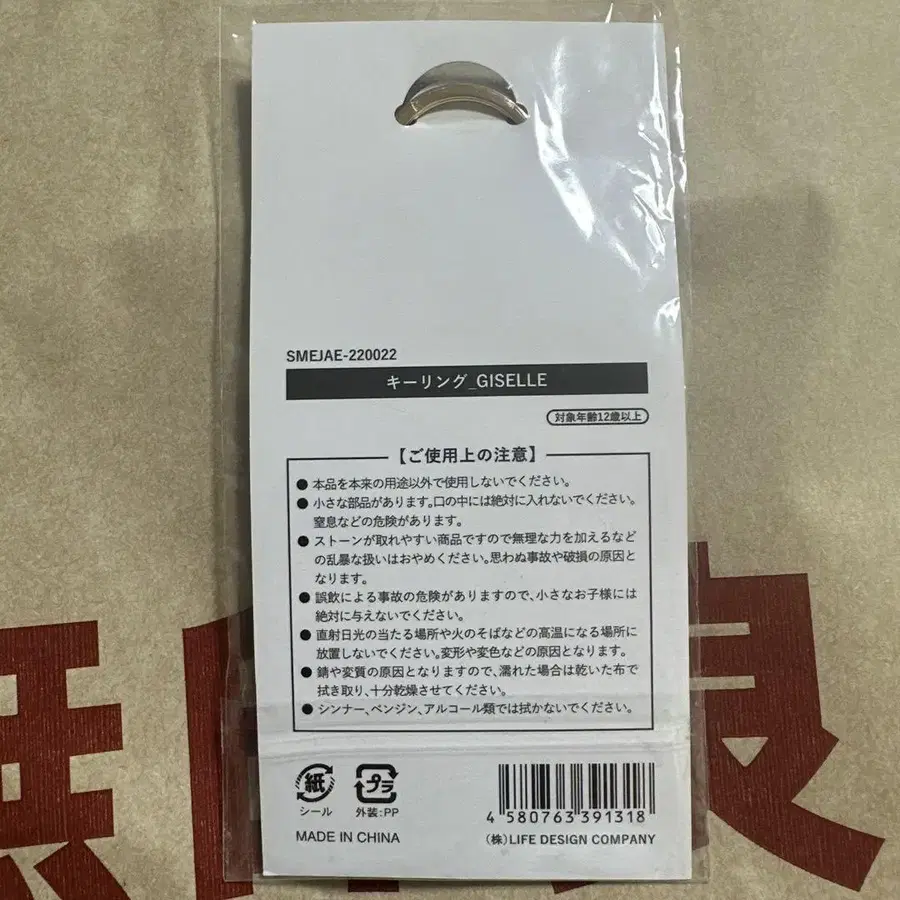 SMEJAE-220022
キーリング_GISELLE
対象年齢12歳以上
【ご使用上の注意】
● 本品を本来の用途以外で使用しないでください。
● 小さな部品があります。口の中には絶対に入れないでください。
窒息などの危険があります。
● ストーンが取れやすい商品ですので無理な力を加えるなど
の乱暴な扱いはおやめください。思わぬ事故や破損の原因と
なります。
● 誤飲による事故の危険がありますので、小さなお子様には
絶対に与えないでください。
● 直射日光の当たる場所や火のそばなどの高温になる場所に
放置しないでください。変形や変色などの原因となります。
● 錆や変質の原因となりますので、濡れた場合は乾いた布で
拭き取り、十分乾燥させてください。
● シンナー、ベンジン、アルコール類では拭かないでください。
紙
シール
プラ
外装:PP
MADE IN CHINA
4 580763 391318
(株)LIFE DESIGN COMPANY
無印良